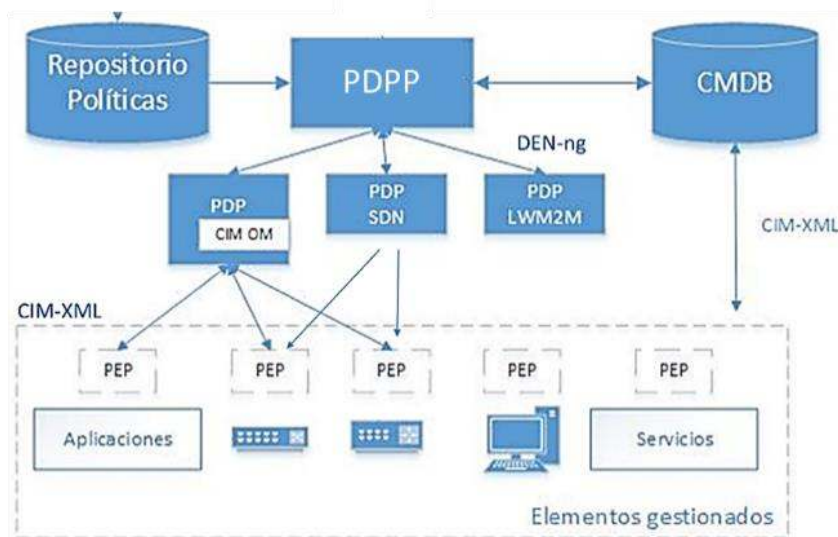 Repositorio
Políticas
PDPP
CMDB
DEN-ng
PDP
CIM OM
PDP
SDN
PDP
LWM2M
CIM-XML
CIM-XML
PEP
PEP
PEP
PEP
PEP
Aplicaciones
Servicios
Elementos gestionados